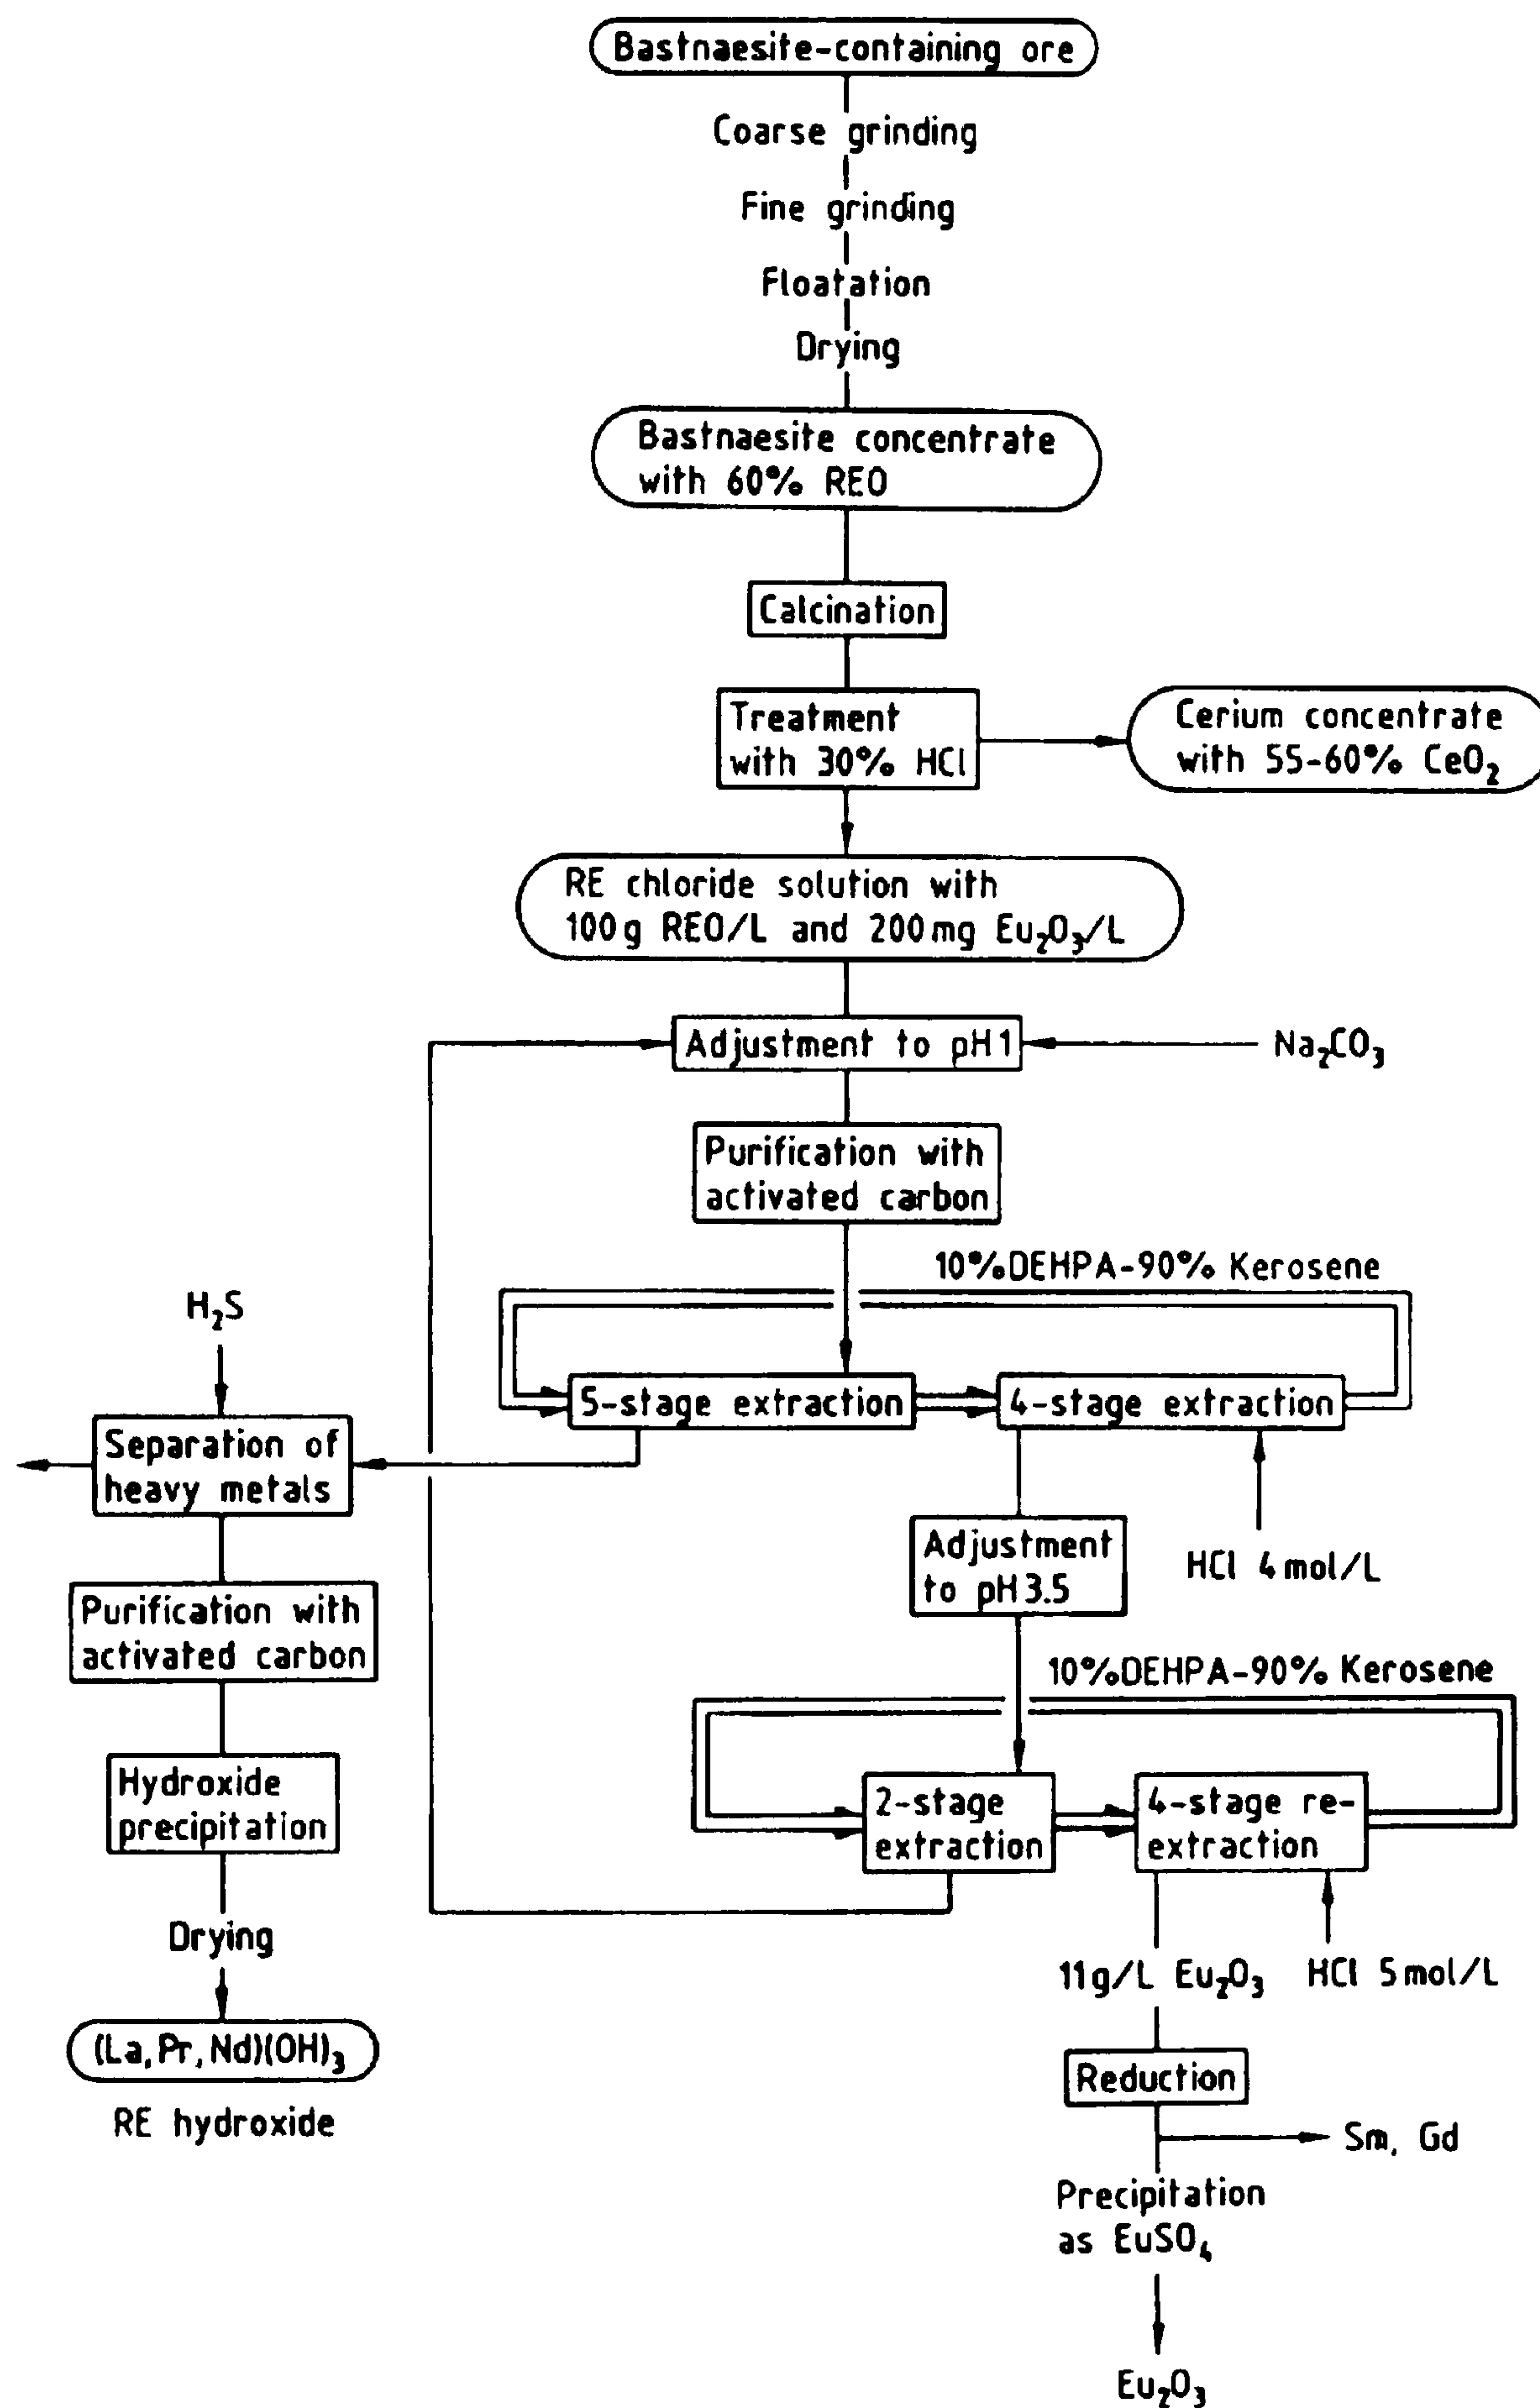 Bastnaesite-containing ore
Coarse grinding
Fine grinding
Floatation
Drying
Bastnaesite concentrate
with 60% REO
Calcination
Treatment
with 30% HCl
Cerium concentrate
with 55-60% CeO₂
RE chloride solution with
100g REO/L and 200mg Eu₂O₃/L
Adjustment to pH1
Na₂CO₃
Purification with
activated carbon
10%DEHPA-90% Kerosene
H₂S
5-stage extraction
4-stage extraction
Separation of
heavy metals
Adjustment
to pH3.5
HCl 4mol/L
Purification with
activated carbon
10%DEHPA-90% Kerosene
Hydroxide
precipitation
2-stage
extraction
4-stage re-
extraction
Drying
11g/L Eu₂O₃
HCl 5mol/L
(La,Pr,Nd)(OH)₃
RE hydroxide
Reduction
Sm, Gd
Precipitation
as EuSO₄
Eu₂O₃